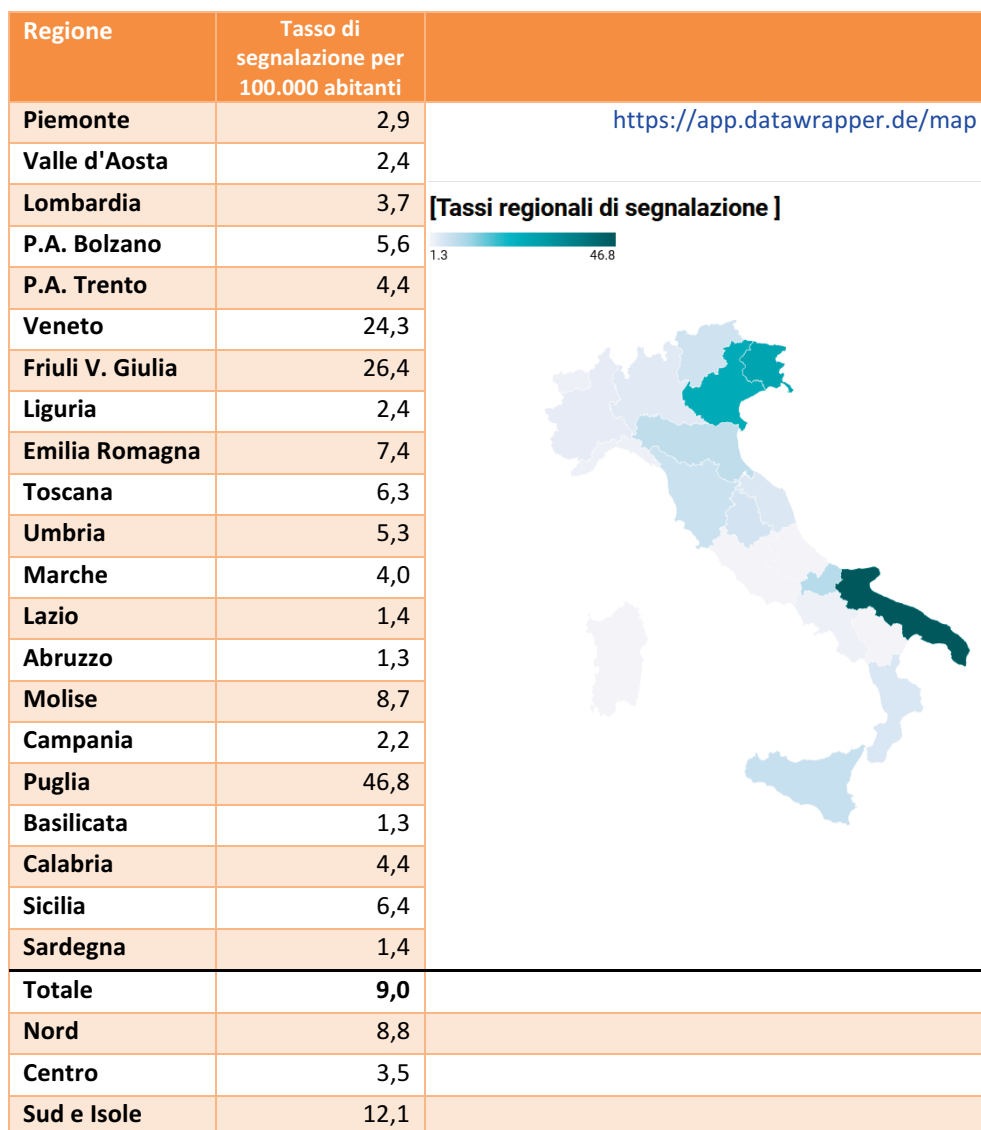 Regione Tasso di
segnalazione per
100.000 abitanti
Piemonte 2,9
https://app.datawrapper.de/map
Valle d'Aosta 2,4
Lombardia 3,7
[Tassi regionali di segnalazione ]
P.A. Bolzano 5,6
1.3 46.8
P.A. Trento 4,4
Veneto 24,3
Friuli V. Giulia 26,4
Liguria 2,4
Emilia Romagna 7,4
Toscana 6,3
Umbria 5,3
Marche 4,0
Lazio 1,4
Abruzzo 1,3
Molise 8,7
Campania 2,2
Puglia 46,8
Basilicata 1,3
Calabria 4,4
Sicilia 6,4
Sardegna 1,4
Totale 9,0
Nord 8,8
Centro 3,5
Sud e Isole 12,1